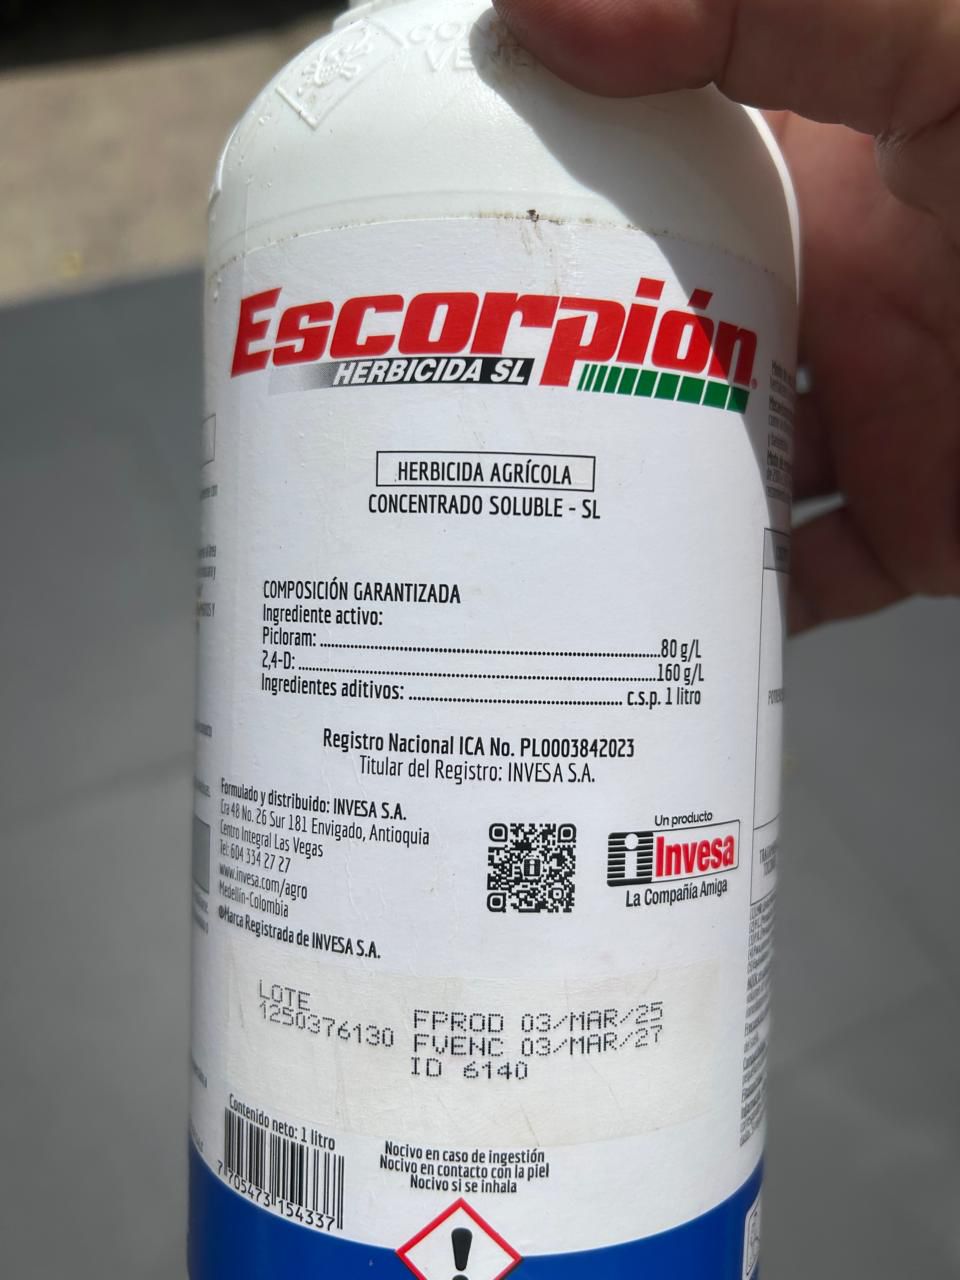 Escorpión
HERBICIDA SL
HERBICIDA AGRÍCOLA
CONCENTRADO SOLUBLE - SL
COMPOSICIÓN GARANTIZADA
Ingrediente activo:
Picloram: ........ 80 g/L
2,4-D: ........ 160 g/L
Ingredientes aditivos: ........ c.s.p. 1 litro
Registro Nacional ICA No. PL0003842023
Titular del Registro: INVESA S.A.
Formulado y distribuido: INVESA S.A.
Cra 48 No. 26 Sur 181 Envigado, Antioquia
Centro Integral Las Vegas
Tel: 604 334 27 27
www.invesa.com/agro
Medellín-Colombia
®Marca Registrada de INVESA S.A.
Un producto
Invesa
La Compañía Amiga
LOTE
1250376130
FPROD 03/MAR/25
FVENC 03/MAR/27
ID 6140
Contenido neto: 1 litro
7 705473 154337
Nocivo en caso de ingestión
Nocivo en contacto con la piel
Nocivo si se inhala